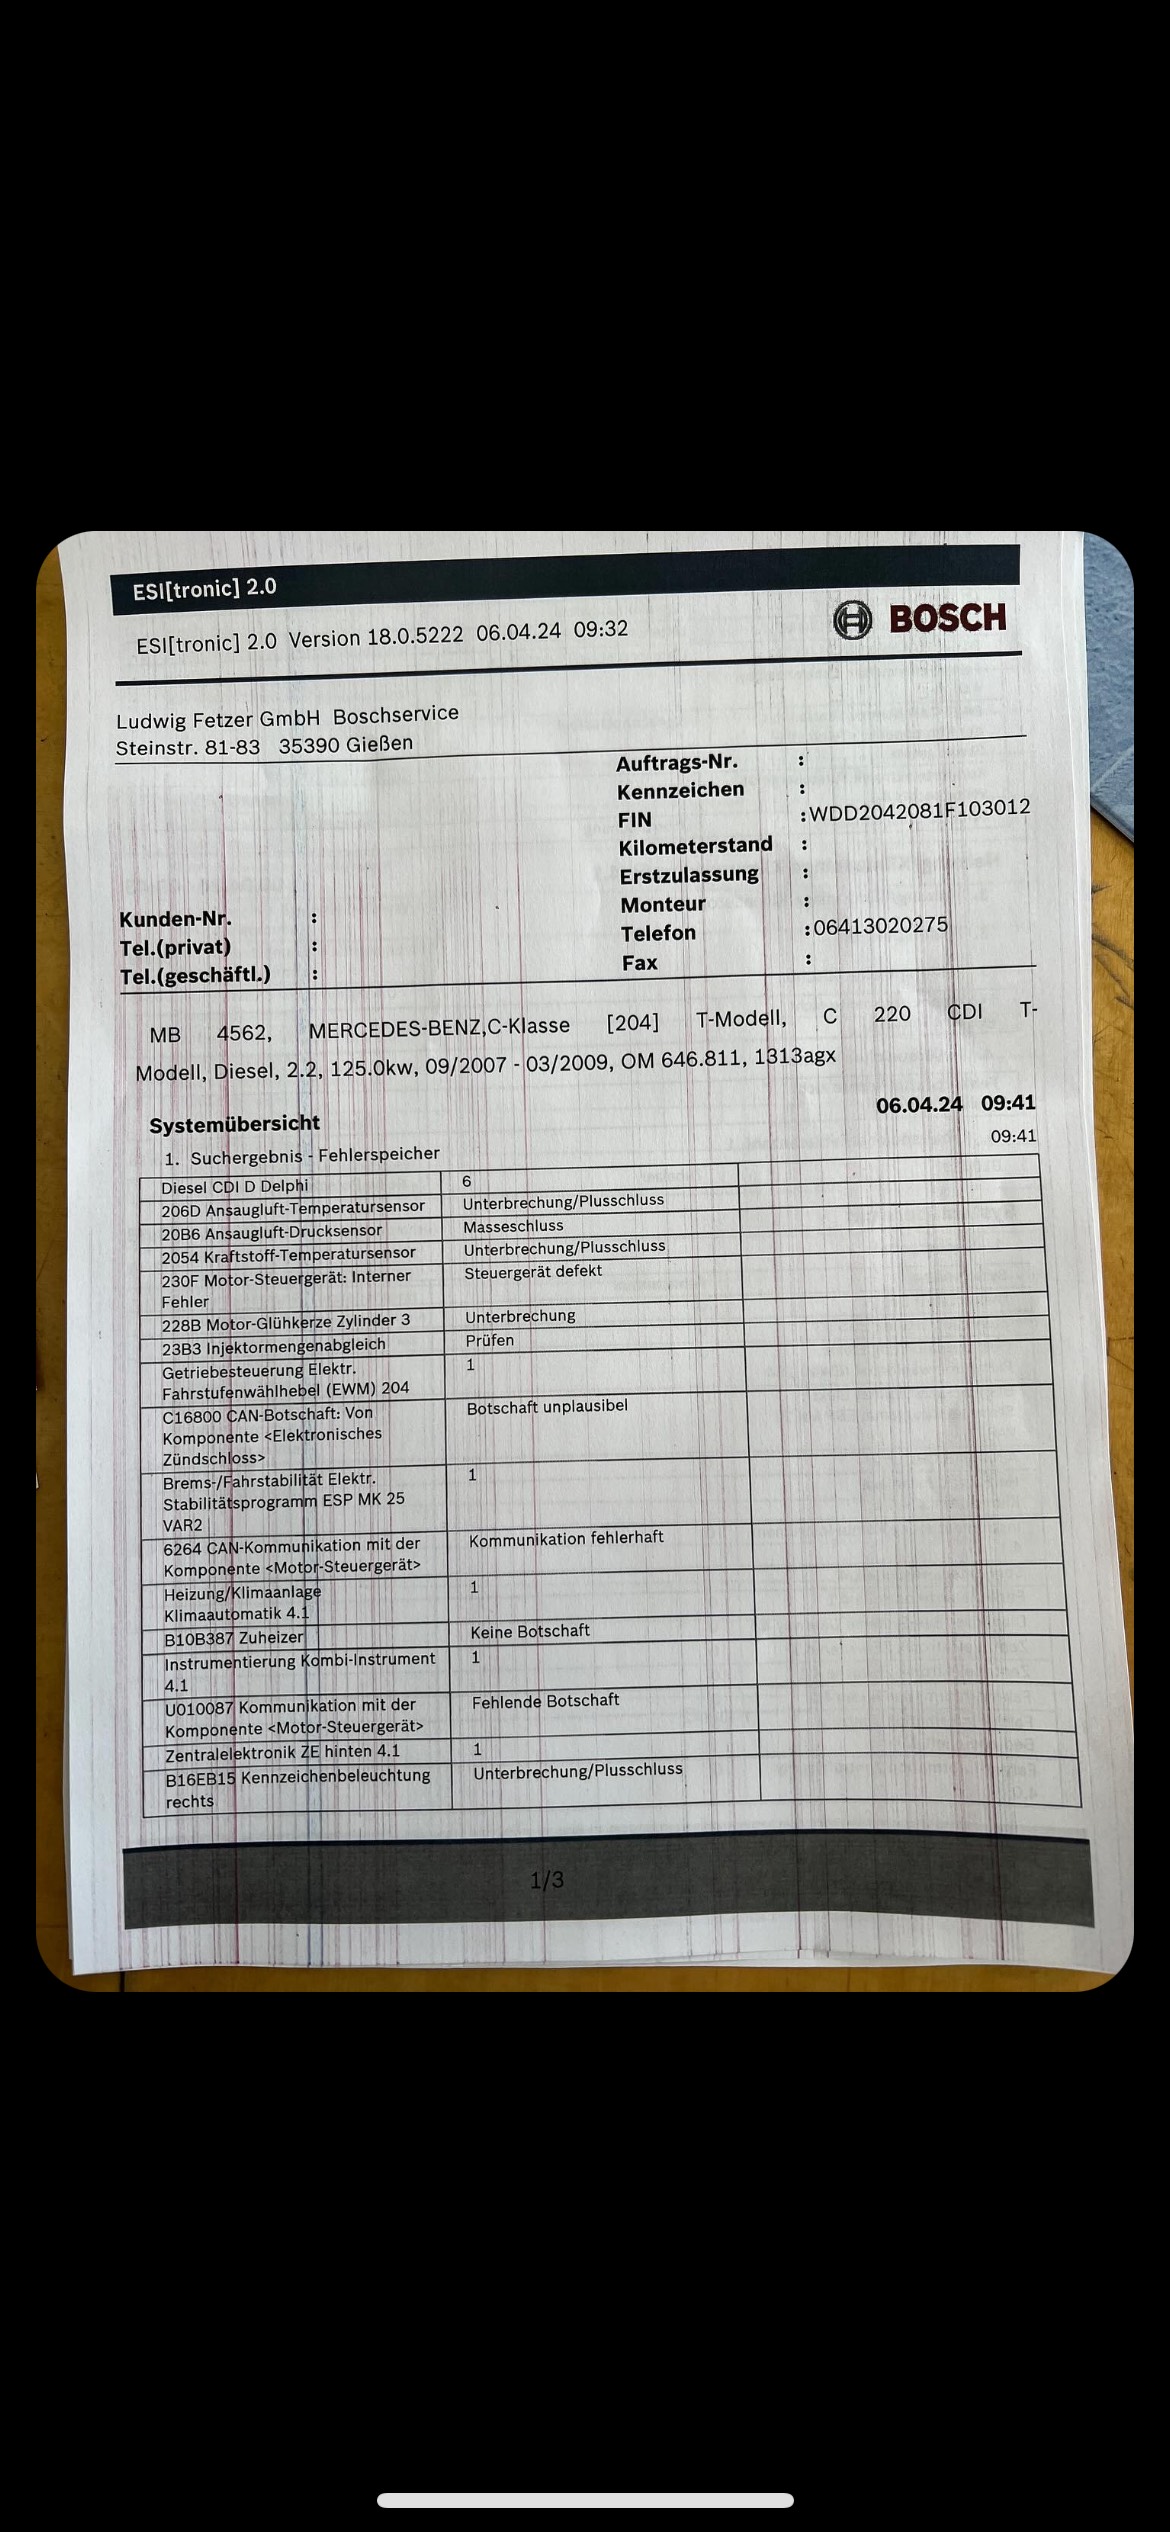 ESI[tronic] 2.0
ESI[tronic] 2.0 Version 18.0.5222 06.04.24 09:32
BOSCH
Ludwig Fetzer GmbH Boschservice
Steinstr. 81-83 35390 Gießen
Auftrags-Nr. :
Kennzeichen :
FIN :WDD2042081F103012
Kilometerstand :
Erstzulassung :
Kunden-Nr. : Monteur :
Tel.(privat) : Telefon :06413020275
Tel.(geschäftl.) : Fax :
MB 4562, MERCEDES-BENZ,C-Klasse [204] T-Modell, C 220 CDI T-
Modell, Diesel, 2.2, 125.0kw, 09/2007 - 03/2009, OM 646.811, 1313agx
Systemübersicht 06.04.24 09:41
1. Suchergebnis - Fehlerspeicher 09:41
Diesel CDI D Delphi 6
206D Ansaugluft-Temperatursensor Unterbrechung/Plusschluss
20B6 Ansaugluft-Drucksensor Masseschluss
2054 Kraftstoff-Temperatursensor Unterbrechung/Plusschluss
230F Motor-Steuergerät: Interner Steuergerät defekt
Fehler
228B Motor-Glühkerze Zylinder 3 Unterbrechung
23B3 Injektormengenabgleich Prüfen
Getriebesteuerung Elektr. 1
Fahrstufenwählhebel (EWM) 204
C16800 CAN-Botschaft: Von Botschaft unplausibel
Komponente <Elektronisches
Zündschloss>
Brems-/Fahrstabilität Elektr. 1
Stabilitätsprogramm ESP MK 25
VAR2
6264 CAN-Kommunikation mit der Kommunikation fehlerhaft
Komponente <Motor-Steuergerät>
Heizung/Klimaanlage 1
Klimaautomatik 4.1
B10B387 Zuheizer Keine Botschaft
Instrumentierung Kombi-Instrument 1
4.1
U010087 Kommunikation mit der Fehlende Botschaft
Komponente <Motor-Steuergerät>
Zentralelektronik ZE hinten 4.1 1
B16EB15 Kennzeichenbeleuchtung Unterbrechung/Plusschluss
rechts
1/3